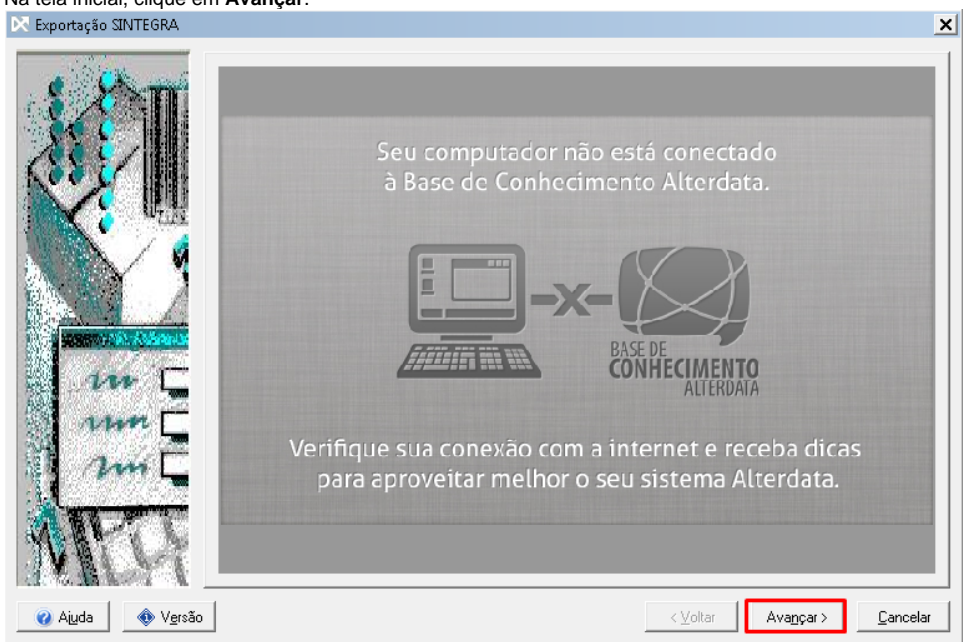 Na tela inicial, clique em Avançar.
Exportação SINTEGRA
Seu computador não está conectado
à Base de Conhecimento Alterdata.
BASE DE
CONHECIMENTO
ALTERDATA
Verifique sua conexão com a internet e receba dicas
para aproveitar melhor o seu sistema Alterdata.
Ajuda
Versão
< Voltar
Avançar >
Cancelar